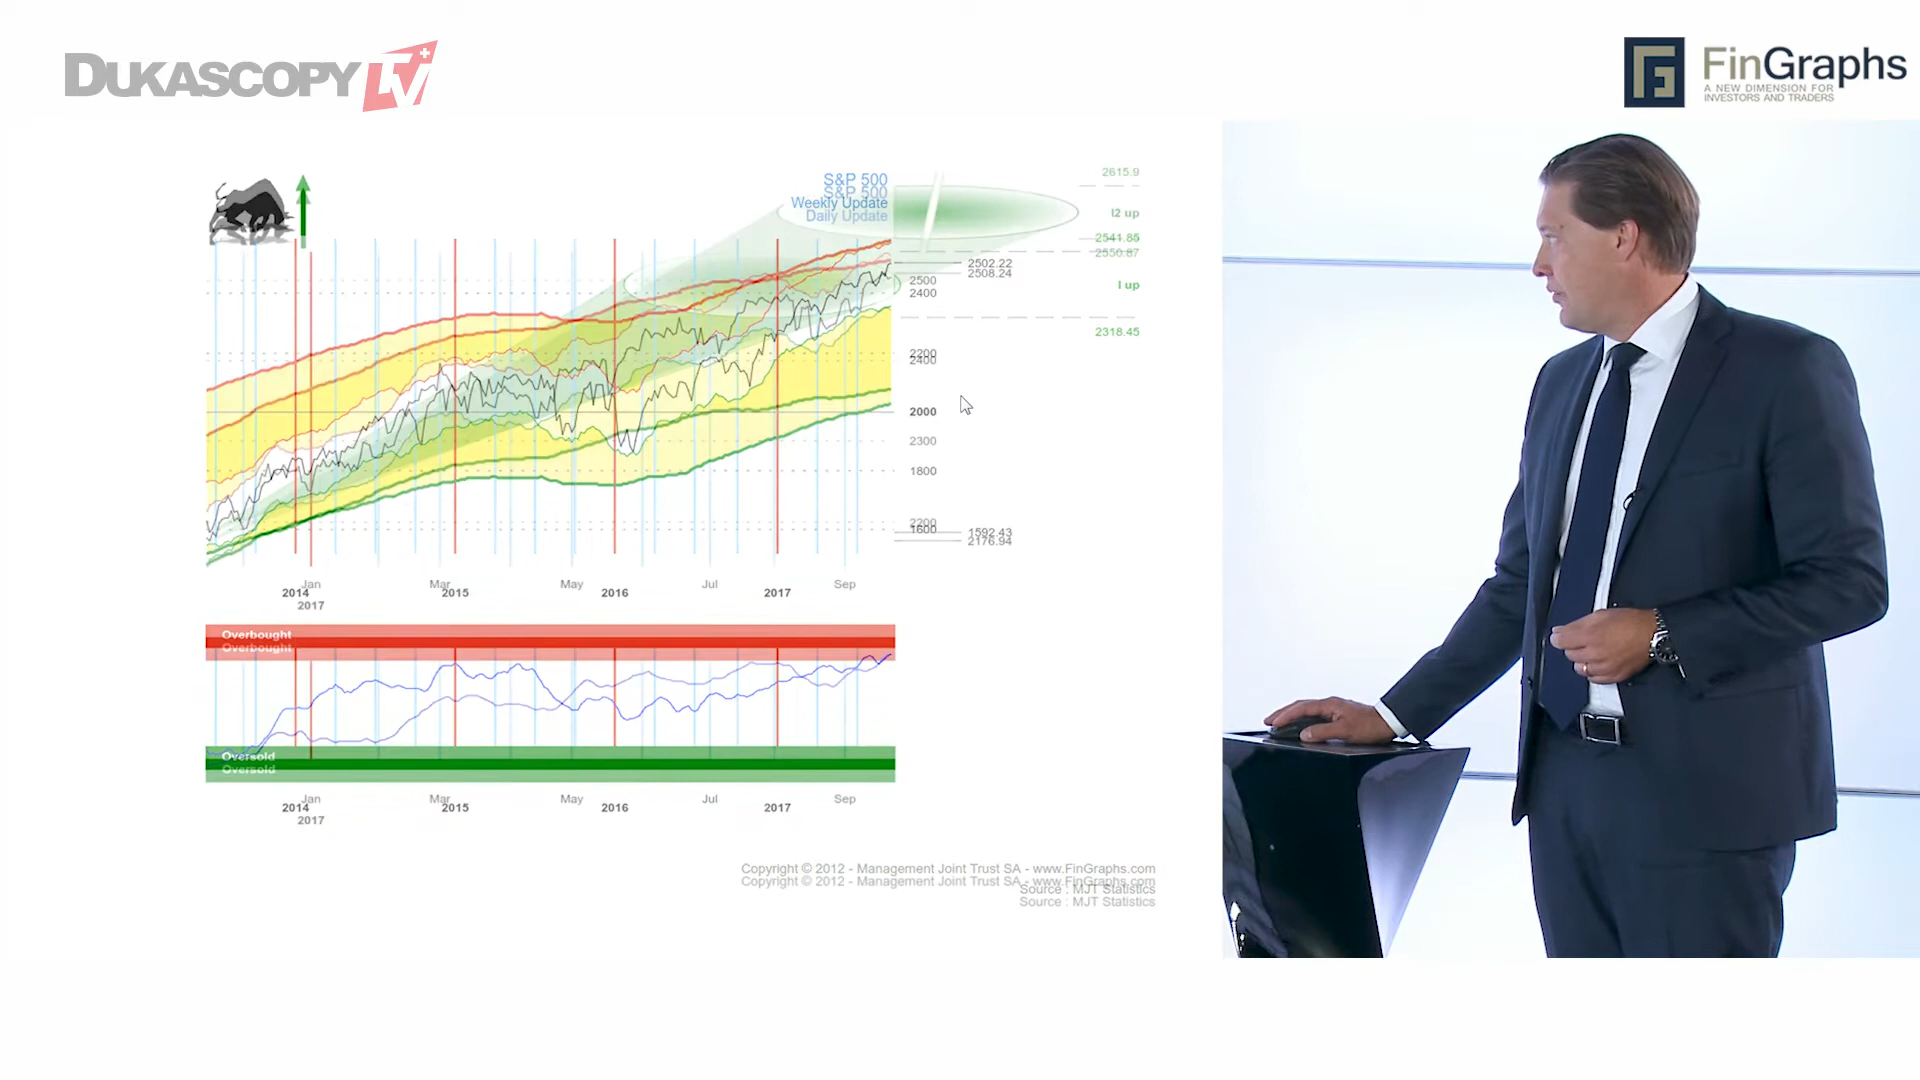 DUKASCOPY TV
FinGraphs
A NEW DIMENSION FOR
INVESTORS AND TRADERS
S&P 500
S&P 500
Weekly Update
Daily Update
2615.9
I2 up
2541.85
2550.87
I up
2318.45
2502.22
2508.24
2500
2400
2200
2400
2000
2300
1800
2200
1600
1592.43
2176.94
Jan
Mar
May
Jul
Sep
2014
2015
2016
2017
2017
Overbought
Overbought
Oversold
Oversold
Jan
Mar
May
Jul
Sep
2014
2015
2016
2017
2017
Copyright © 2012 - Management Joint Trust SA - www.FinGraphs.com
Copyright © 2012 - Management Joint Trust SA - www.FinGraphs.com
Source : MJT Statistics
Source : MJT Statistics